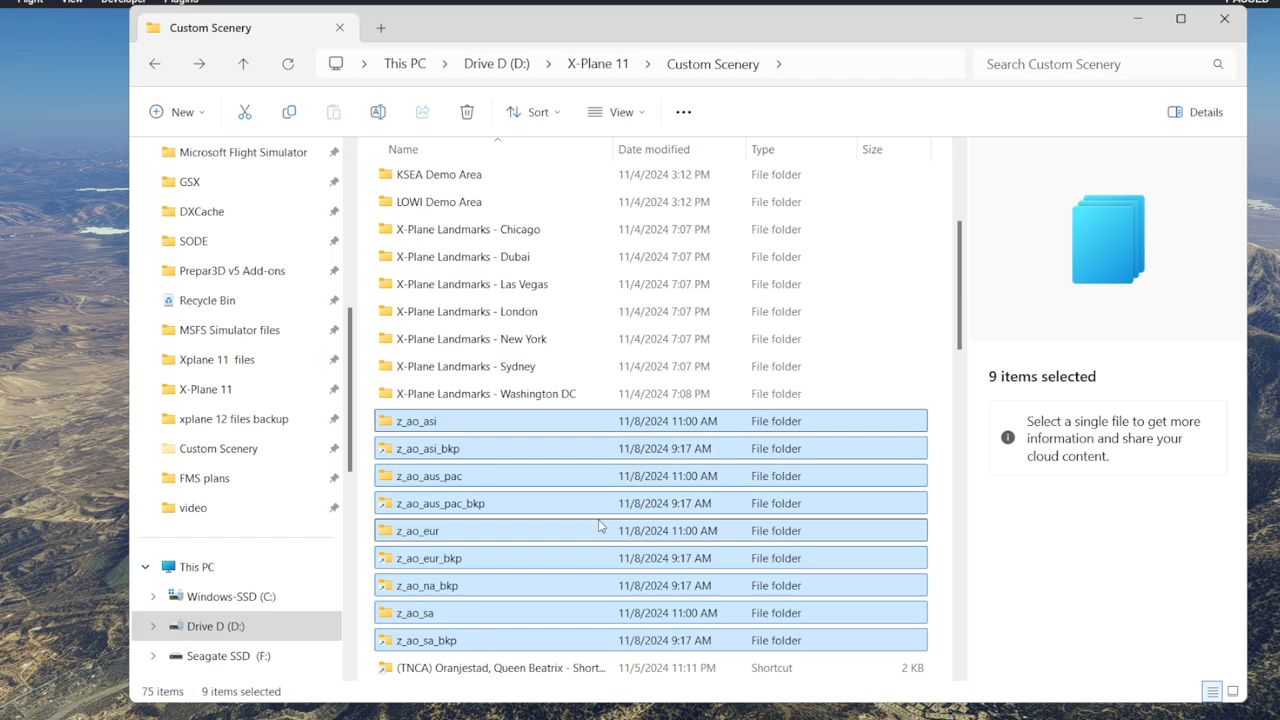 Flight View Developer Plugins PAUSED
Custom Scenery
This PC Drive D (D:) X-Plane 11 Custom Scenery
Search Custom Scenery
New Sort View Details
Microsoft Flight Simulator
GSX
DXCache
SODE
Prepar3D v5 Add-ons
Recycle Bin
MSFS Simulator files
Xplane 11 files
X-Plane 11
xplane 12 files backup
Custom Scenery
FMS plans
video
This PC
Windows-SSD (C:)
Drive D (D:)
Seagate SSD (F:)
Name Date modified Type Size
KSEA Demo Area 11/4/2024 3:12 PM File folder
LOWI Demo Area 11/4/2024 3:12 PM File folder
X-Plane Landmarks - Chicago 11/4/2024 7:07 PM File folder
X-Plane Landmarks - Dubai 11/4/2024 7:07 PM File folder
X-Plane Landmarks - Las Vegas 11/4/2024 7:07 PM File folder
X-Plane Landmarks - London 11/4/2024 7:07 PM File folder
X-Plane Landmarks - New York 11/4/2024 7:07 PM File folder
X-Plane Landmarks - Sydney 11/4/2024 7:07 PM File folder
X-Plane Landmarks - Washington DC 11/4/2024 7:08 PM File folder
z_ao_asi 11/8/2024 11:00 AM File folder
z_ao_asi_bkp 11/8/2024 9:17 AM File folder
z_ao_aus_pac 11/8/2024 11:00 AM File folder
z_ao_aus_pac_bkp 11/8/2024 9:17 AM File folder
z_ao_eur 11/8/2024 11:00 AM File folder
z_ao_eur_bkp 11/8/2024 9:17 AM File folder
z_ao_na_bkp 11/8/2024 9:17 AM File folder
z_ao_sa 11/8/2024 11:00 AM File folder
z_ao_sa_bkp 11/8/2024 9:17 AM File folder
(TNCA) Oranjestad, Queen Beatrix - Short... 11/5/2024 11:11 PM Shortcut 2 KB
9 items selected
Select a single file to get more
information and share your
cloud content.
75 items 9 items selected